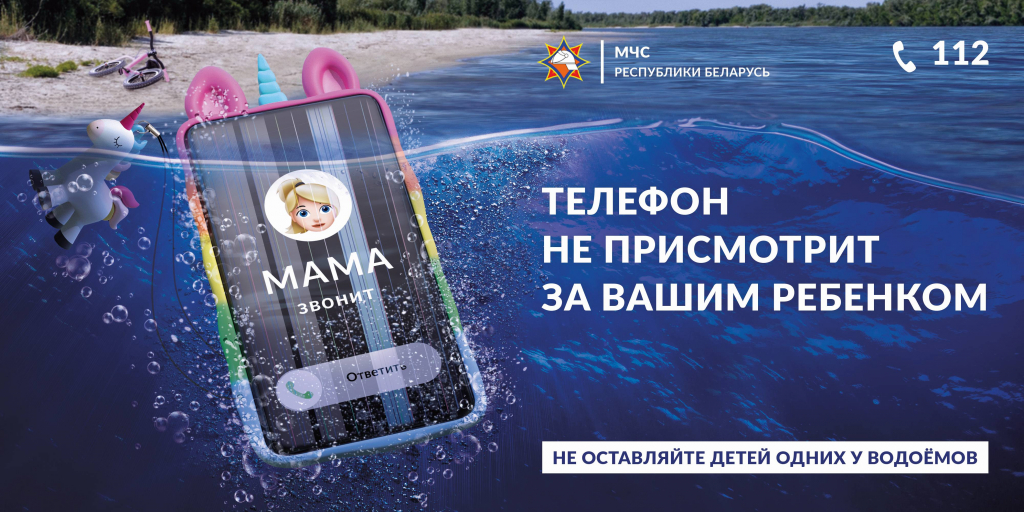 МЧС
РЕСПУБЛИКИ БЕЛАРУСЬ
112
ТЕЛЕФОН
НЕ ПРИСМОТРИТ
ЗА ВАШИМ РЕБЕНКОМ
МАМА
ЗВОНИТ
Ответить
НЕ ОСТАВЛЯЙТЕ ДЕТЕЙ ОДНИХ У ВОДОЁМОВ